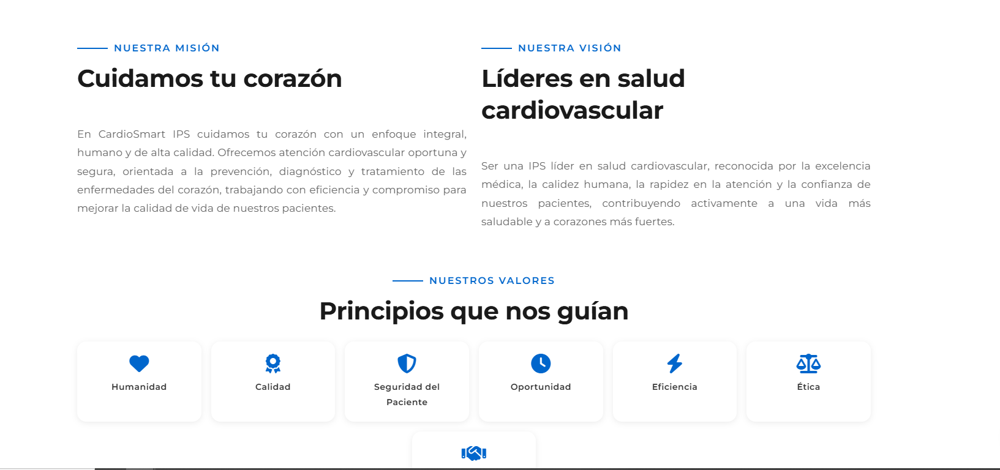 NUESTRA MISIÓN
Cuidamos tu corazón
En CardioSmart IPS cuidamos tu corazón con un enfoque integral,
humano y de alta calidad. Ofrecemos atención cardiovascular oportuna y
segura, orientada a la prevención, diagnóstico y tratamiento de las
enfermedades del corazón, trabajando con eficiencia y compromiso para
mejorar la calidad de vida de nuestros pacientes.
NUESTRA VISIÓN
Líderes en salud
cardiovascular
Ser una IPS líder en salud cardiovascular, reconocida por la excelencia
médica, la calidez humana, la rapidez en la atención y la confianza de
nuestros pacientes, contribuyendo activamente a una vida más
saludable y a corazones más fuertes.
NUESTROS VALORES
Principios que nos guían
Humanidad
Calidad
Seguridad del
Paciente
Oportunidad
Eficiencia
Ética